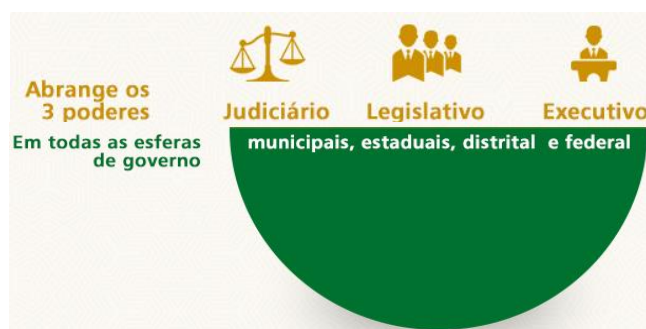 Abrange os
3 poderes
Judiciário Legislativo Executivo
Em todas as esferas
de governo
municipais, estaduais, distrital e federal